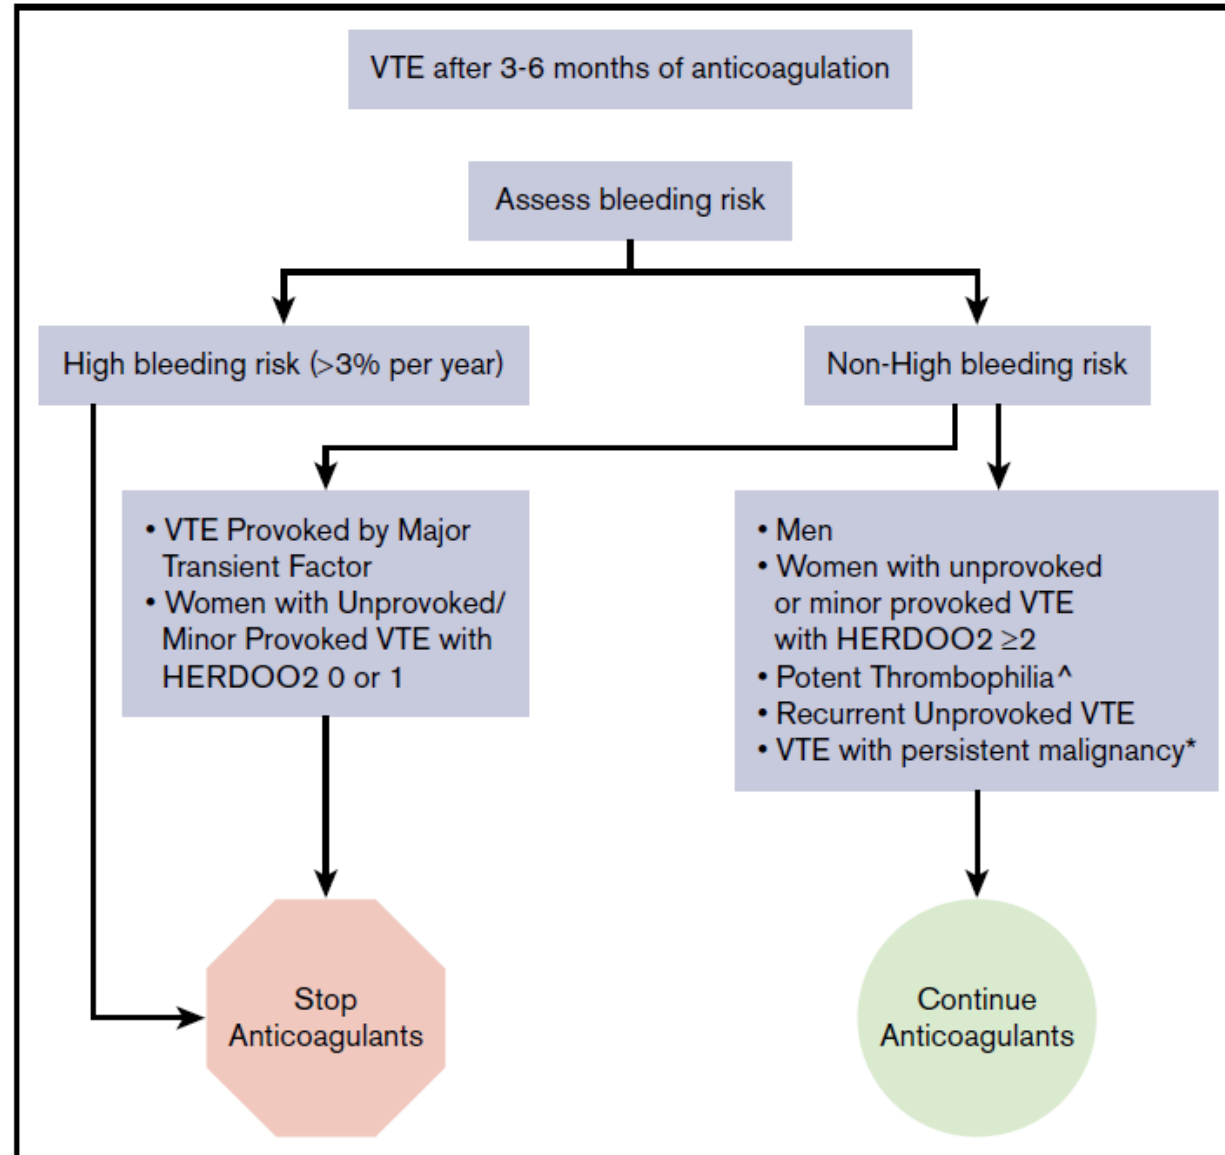 VTE after 3-6 months of anticoagulation
Assess bleeding risk
High bleeding risk (>3% per year)
Non-High bleeding risk
• VTE Provoked by Major
Transient Factor
• Women with Unprovoked/
Minor Provoked VTE with
HERDOO2 0 or 1
• Men
• Women with unprovoked
or minor provoked VTE
with HERDOO2 ≥2
• Potent Thrombophilia^
• Recurrent Unprovoked VTE
• VTE with persistent malignancy*
Stop
Anticoagulants
Continue
Anticoagulants